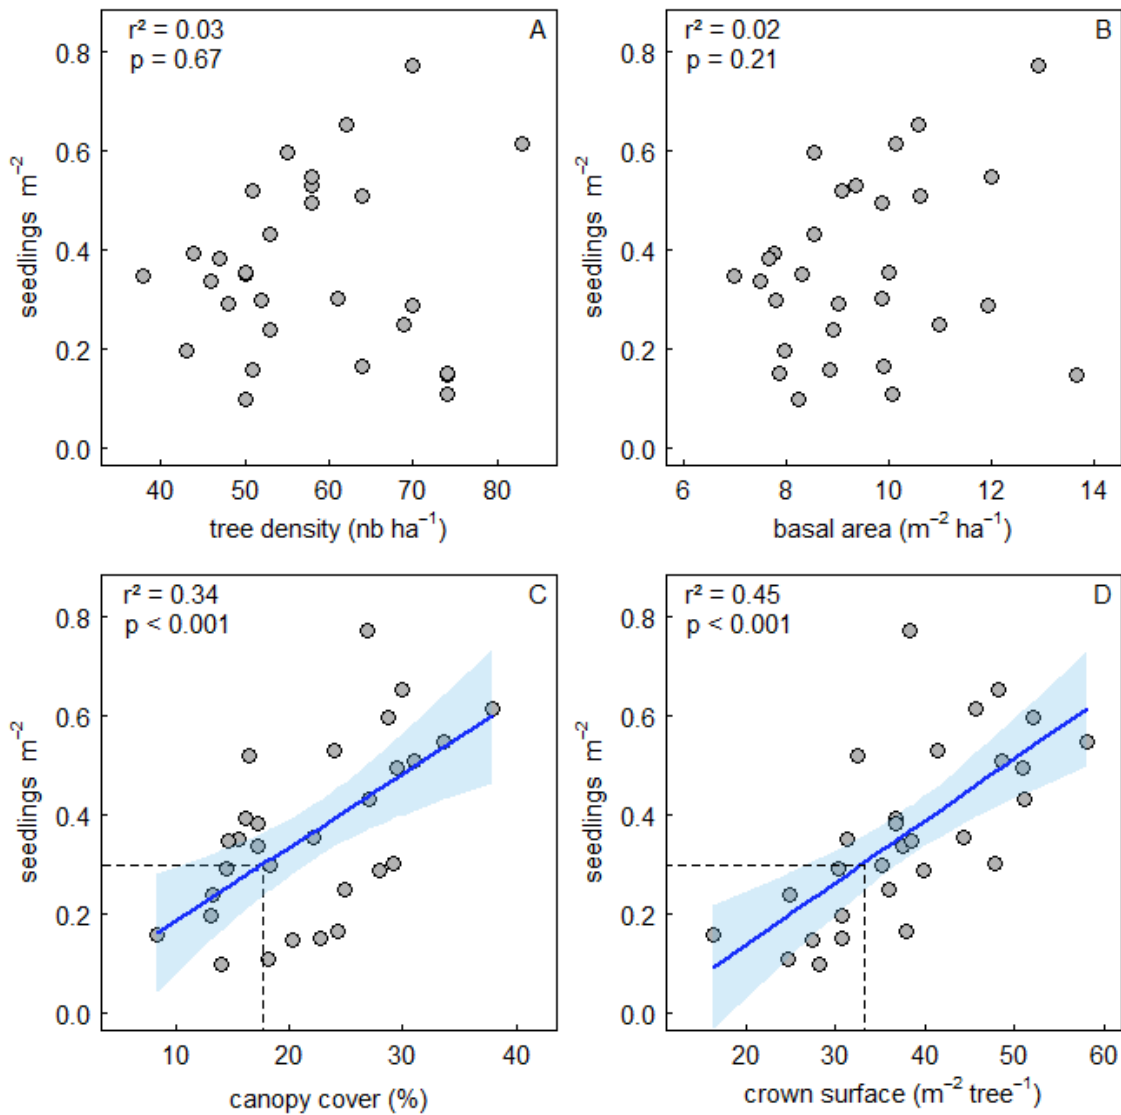 r² = 0.03
p = 0.67
A
0.8
0.6
0.4
0.2
0.0
seedlings m⁻²
40 50 60 70 80
tree density (nb ha⁻¹)
r² = 0.02
p = 0.21
B
0.8
0.6
0.4
0.2
0.0
seedlings m⁻²
6 8 10 12 14
basal area (m⁻² ha⁻¹)
r² = 0.34
p < 0.001
C
0.8
0.6
0.4
0.2
0.0
seedlings m⁻²
10 20 30 40
canopy cover (%)
r² = 0.45
p < 0.001
D
0.8
0.6
0.4
0.2
0.0
seedlings m⁻²
20 30 40 50 60
crown surface (m⁻² tree⁻¹)